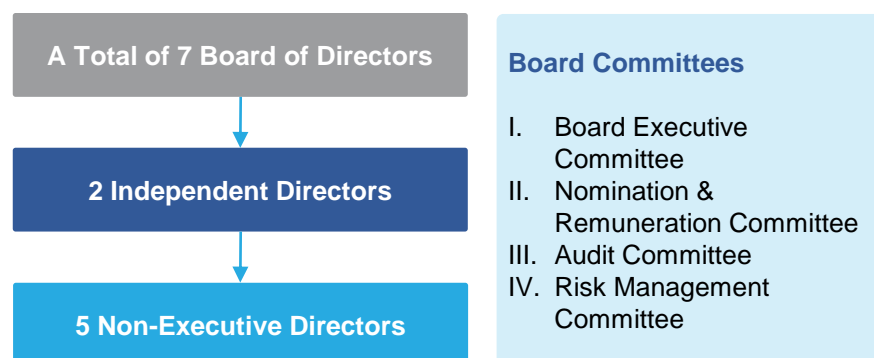 A Total of 7 Board of Directors
2 Independent Directors
5 Non-Executive Directors
Board Committees
I. Board Executive
Committee
II. Nomination &
Remuneration Committee
III. Audit Committee
IV. Risk Management
Committee